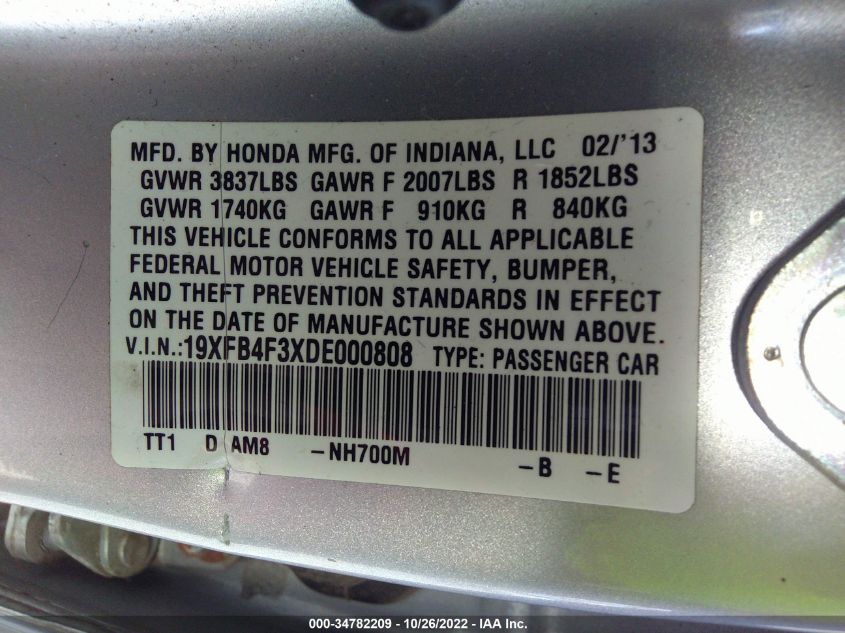 MFD. BY HONDA MFG. OF INDIANA, LLC 02/'13
GVWR 3837LBS GAWR F 2007LBS R 1852LBS
GVWR 1740KG GAWR F 910KG R 840KG
THIS VEHICLE CONFORMS TO ALL APPLICABLE
FEDERAL MOTOR VEHICLE SAFETY, BUMPER,
AND THEFT PREVENTION STANDARDS IN EFFECT
ON THE DATE OF MANUFACTURE SHOWN ABOVE.
V.I.N.:19XFB4F3XDE000808 TYPE: PASSENGER CAR
TT1 D AM8 -NH700M -B -E
000-34782209 - 10/26/2022 - IAA Inc.